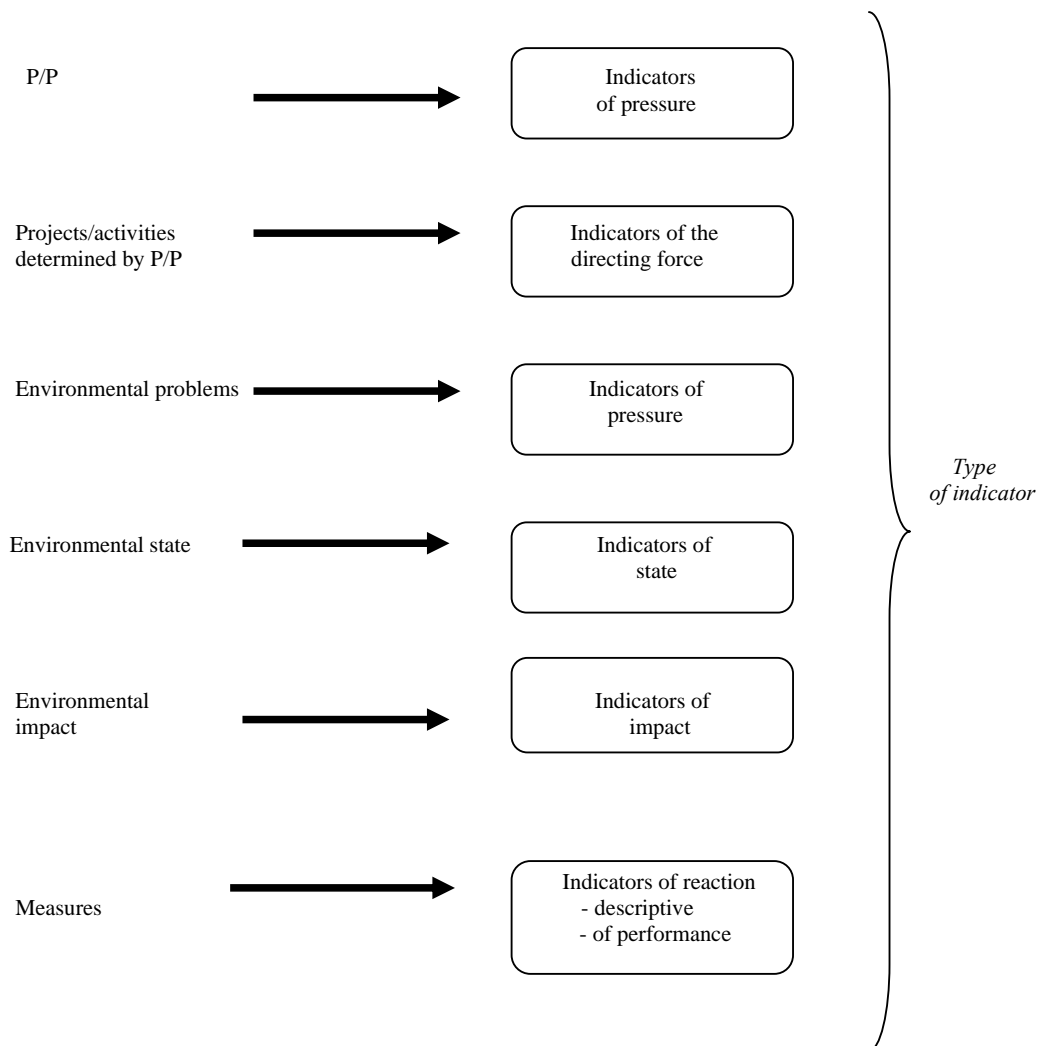 P/P
Indicators
of pressure
Projects/activities
determined by P/P
Indicators of the
directing force
Environmental problems
Indicators of
pressure
Type
of indicator
Environmental state
Indicators of
state
Environmental
impact
Indicators of
impact
Measures
Indicators of reaction
- descriptive
- of performance